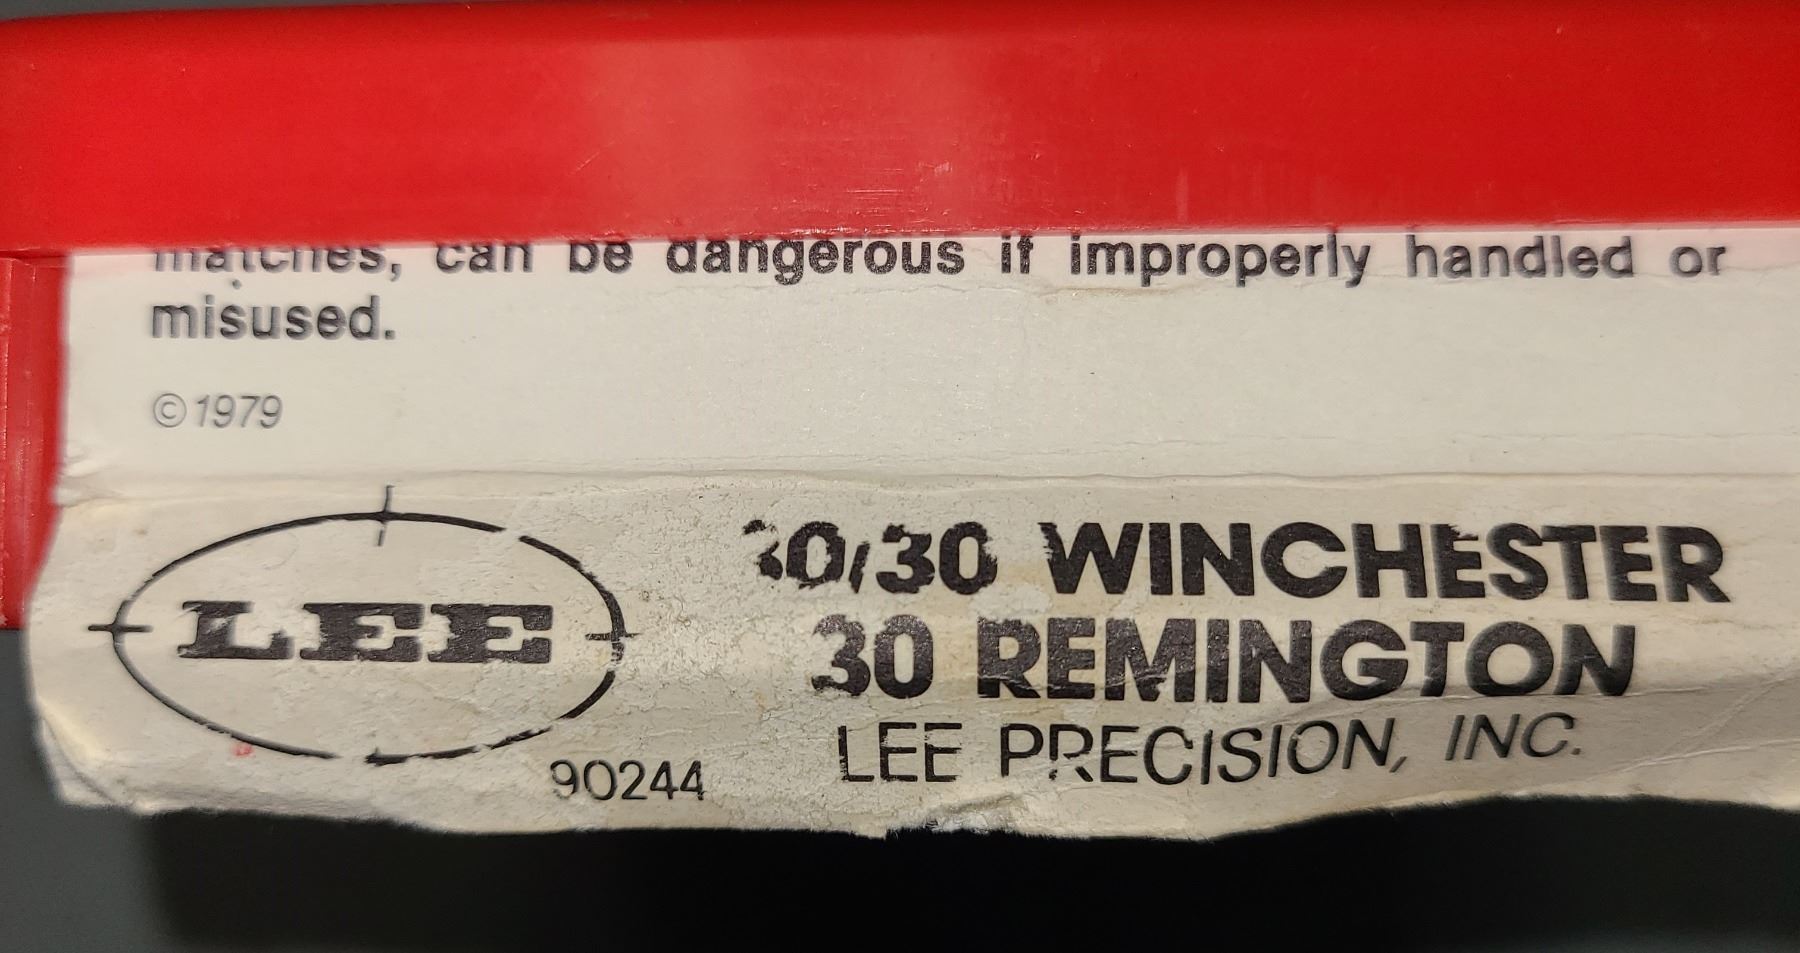 matches, can be dangerous if improperly handled or
misused.
©1979
LEE
30/30 WINCHESTER
30 REMINGTON
LEE PRECISION, INC.
90244